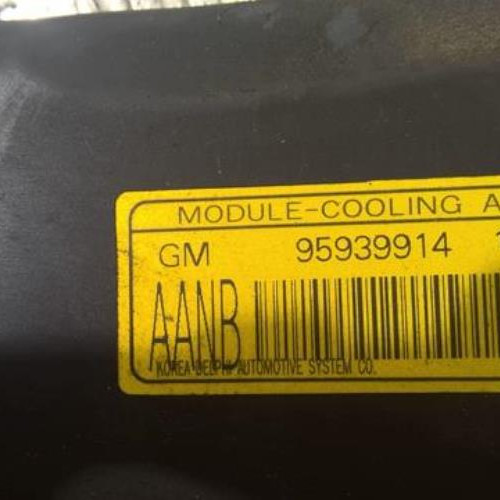 MODULE-COOLING A
GM 95939914
AANB
KOREA DELPHI AUTOMOTIVE SYSTEM CO.